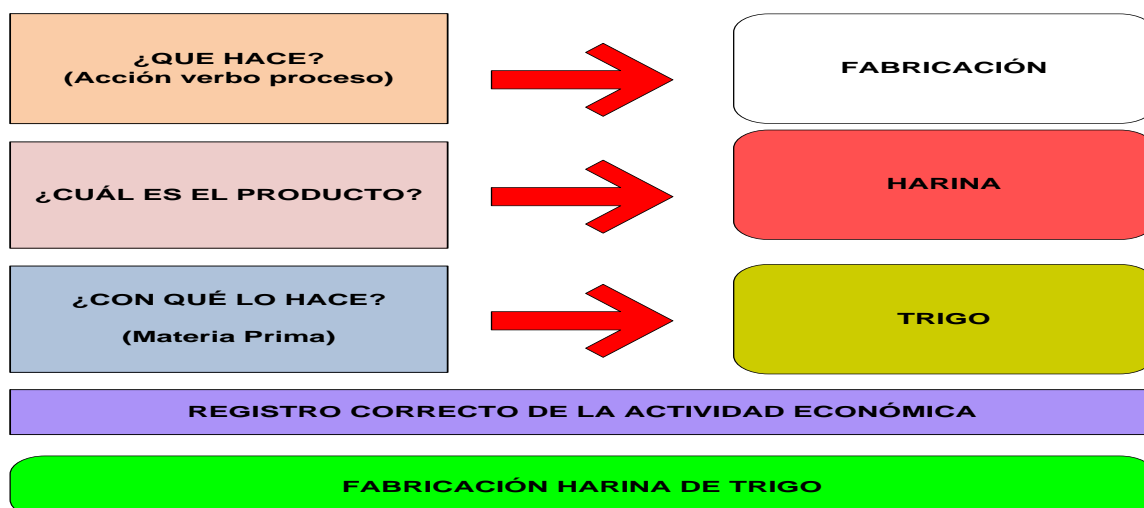 ¿QUE HACE?
(Acción verbo proceso)
FABRICACIÓN
¿CUÁL ES EL PRODUCTO?
HARINA
¿CON QUÉ LO HACE?
(Materia Prima)
TRIGO
REGISTRO CORRECTO DE LA ACTIVIDAD ECONÓMICA
FABRICACIÓN HARINA DE TRIGO